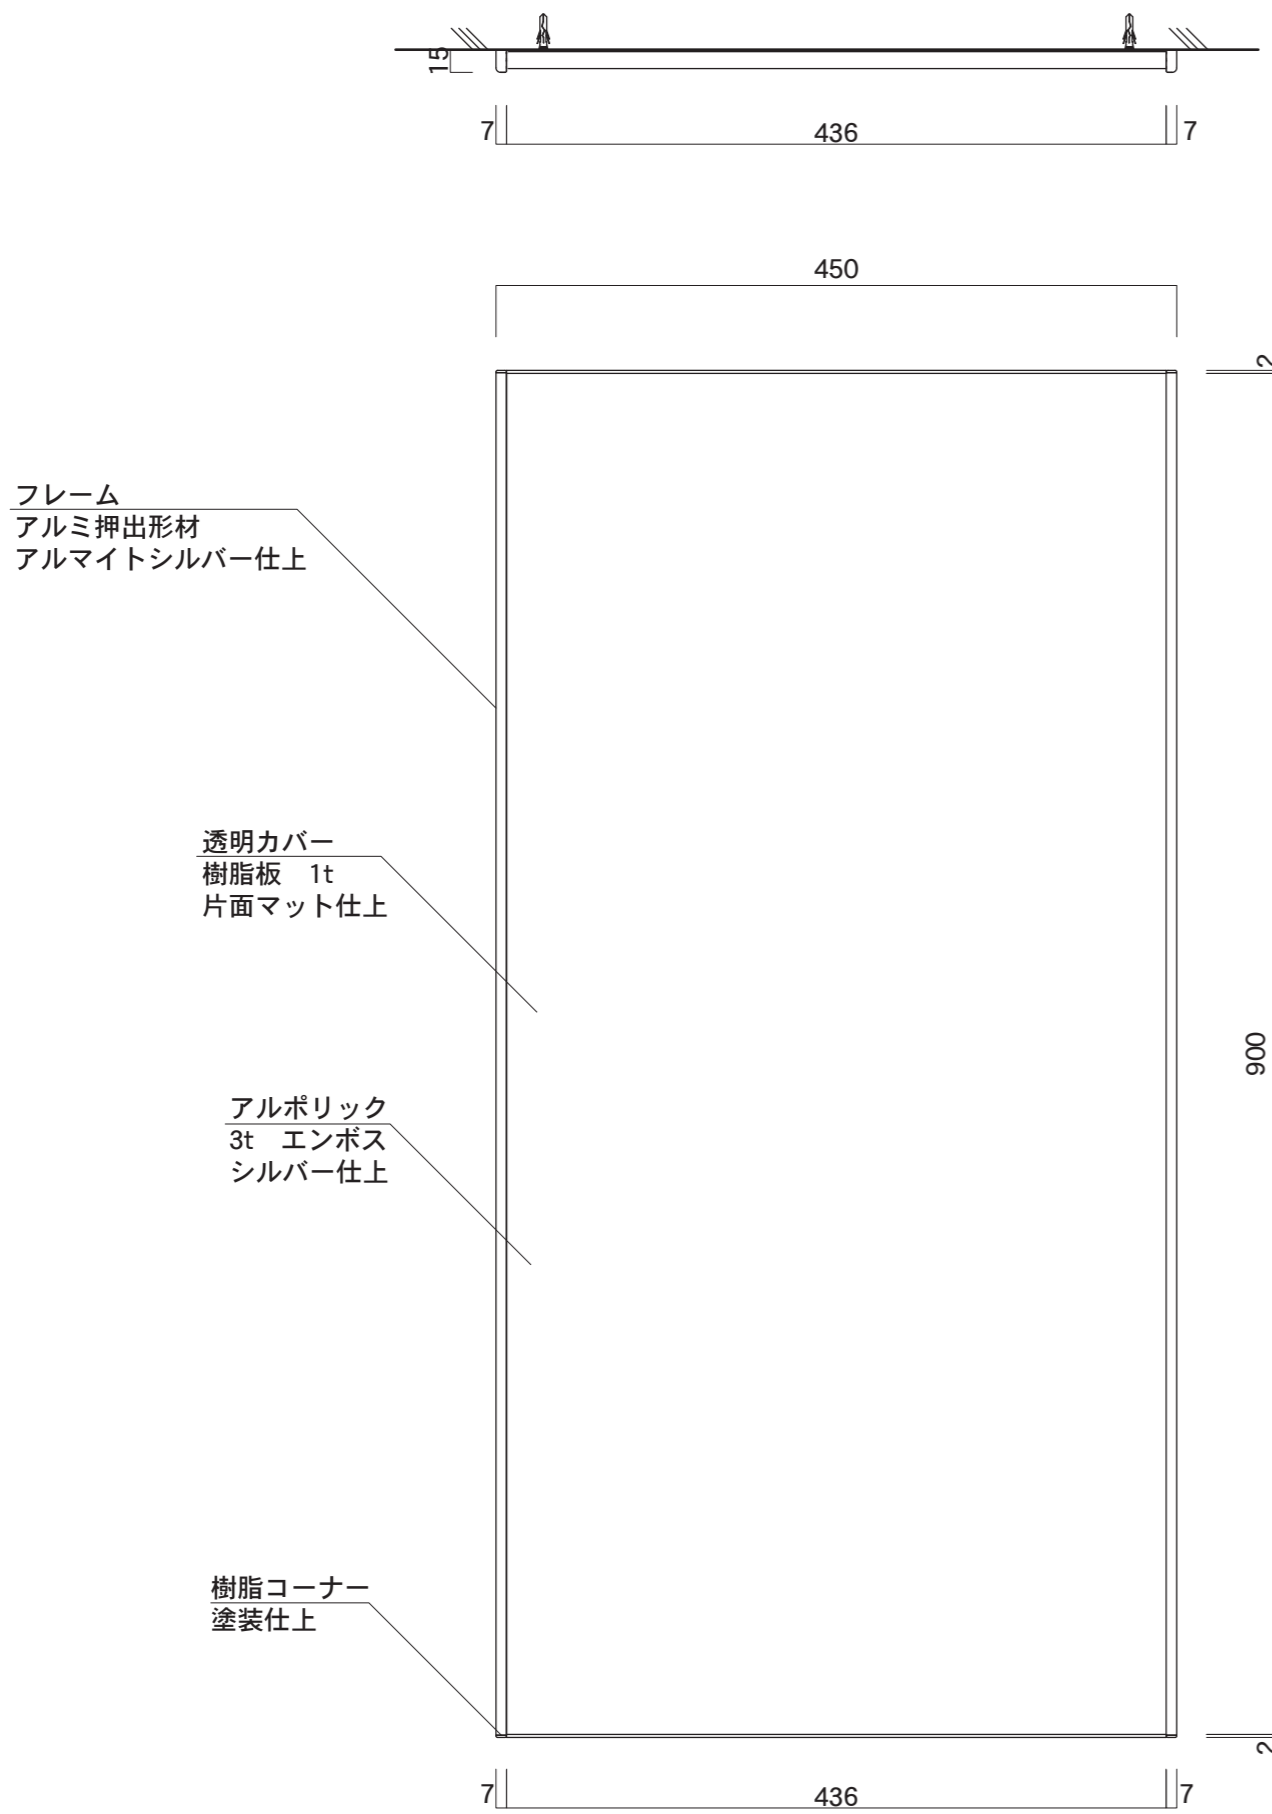 15
7
436
7
450
2
フレーム
アルミ押出形材
アルマイトシルバー仕上
透明カバー
樹脂板　1t
片面マット仕上
900
アルポリック
3t　エンボス
シルバー仕上
樹脂コーナー
塗装仕上
2
7
436
7